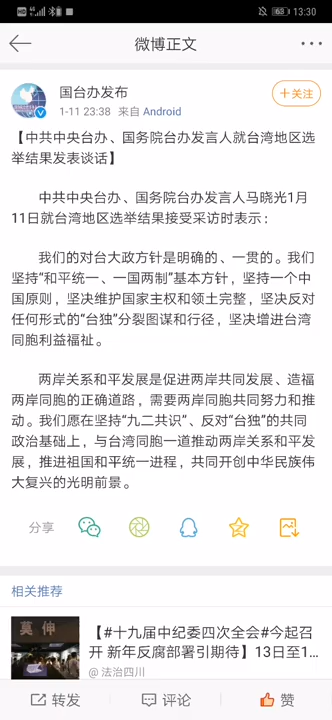 13:30
微博正文
国台办发布
1-11 23:38 来自 Android
+关注
【中共中央台办、国务院台办发言人就台湾地区选
举结果发表谈话】
中共中央台办、国务院台办发言人马晓光1月
11日就台湾地区选举结果接受采访时表示：
我们的对台大政方针是明确的、一贯的。我们
坚持“和平统一、一国两制”基本方针，坚持一个中
国原则，坚决维护国家主权和领土完整，坚决反对
任何形式的“台独”分裂图谋和行径，坚决增进台湾
同胞利益福祉。
两岸关系和平发展是促进两岸共同发展、造福
两岸同胞的正确道路，需要两岸同胞共同努力和推
动。我们愿在坚持“九二共识”、反对“台独”的共同
政治基础上，与台湾同胞一道推动两岸关系和平发
展，推进祖国和平统一进程，共同开创中华民族伟
大复兴的光明前景。
分享
相关推荐
莫伸
【#十九届中纪委四次全会#今起召
开 新年反腐部署引期待】13日至1...
@ 法治四川
转发
评论
赞